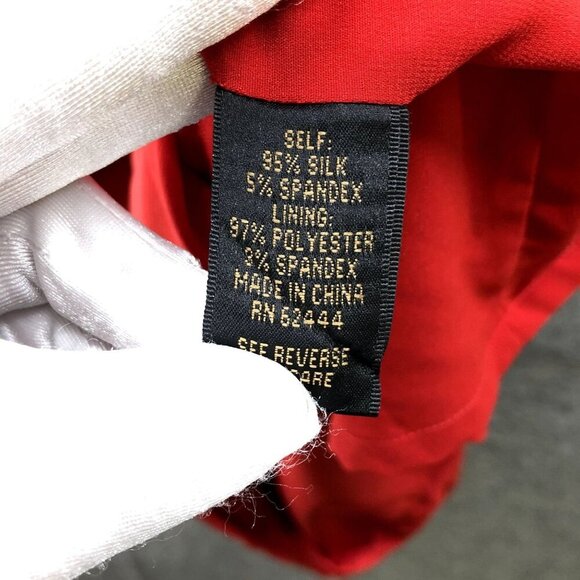 SELF:
95% SILK
5% SPANDEX
LINING:
97% POLYESTER
3% SPANDEX
MADE IN CHINA
RN 62444
SEE REVERSE
CARE